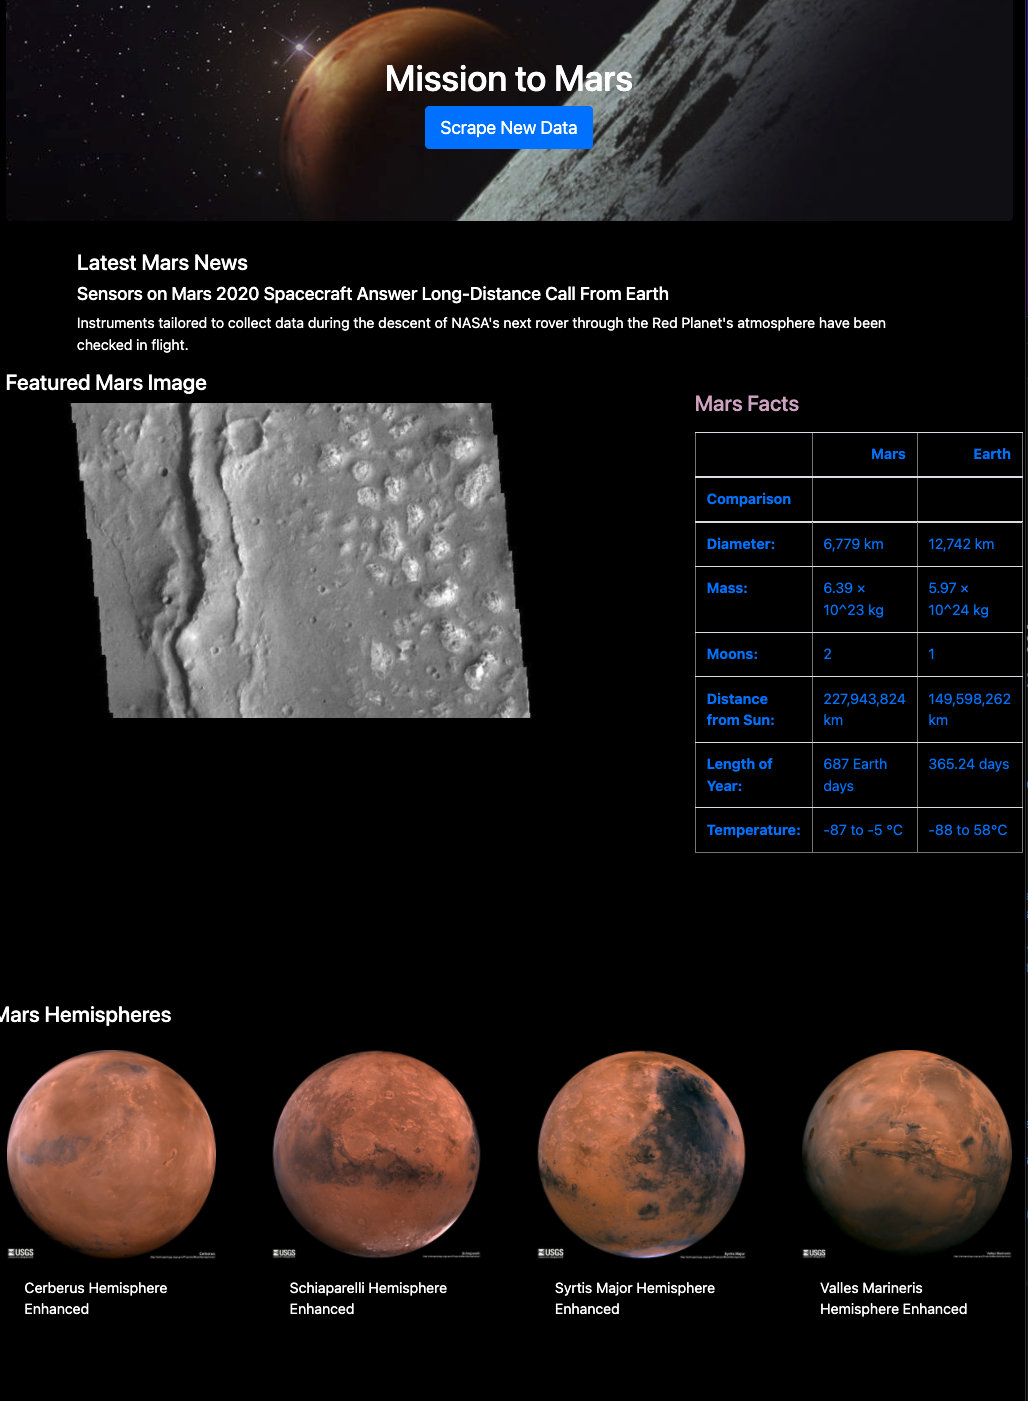 Mission to Mars
Scrape New Data
Latest Mars News
Sensors on Mars 2020 Spacecraft Answer Long-Distance Call From Earth
Instruments tailored to collect data during the descent of NASA's next rover through the Red Planet's atmosphere have been
checked in flight.
Featured Mars Image
Mars Facts
Mars Earth
Comparison
Diameter: 6,779 km 12,742 km
Mass: 6.39 × 5.97 ×
10^23 kg 10^24 kg
Moons: 2 1
Distance 227,943,824 149,598,262
from Sun: km km
Length of 687 Earth 365.24 days
Year: days
Temperature: -87 to -5 °C -88 to 58°C
Mars Hemispheres
USGS USGS USGS USGS
Cerberus Hemisphere
Enhanced
Schiaparelli Hemisphere
Enhanced
Syrtis Major Hemisphere
Enhanced
Valles Marineris
Hemisphere Enhanced